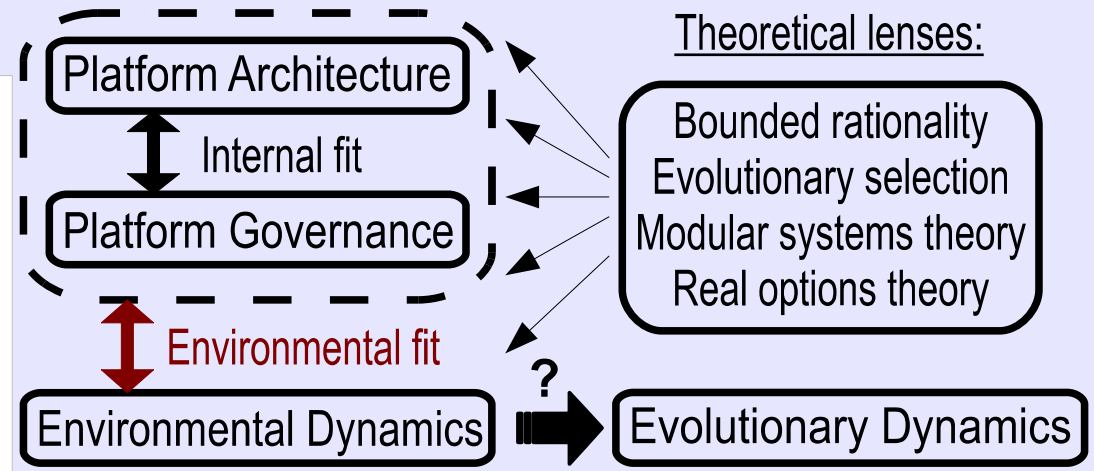 Platform Architecture
Internal fit
Platform Governance
Environmental fit
Environmental Dynamics
Theoretical lenses:
Bounded rationality
Evolutionary selection
Modular systems theory
Real options theory
?
Evolutionary Dynamics